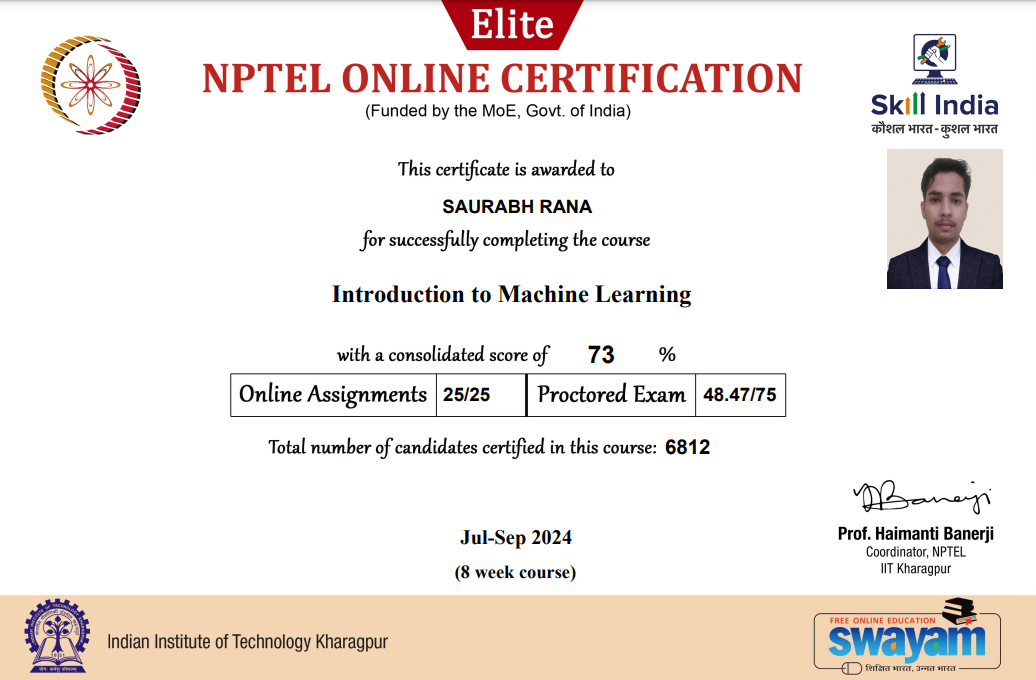 Elite
NPTEL ONLINE CERTIFICATION
(Funded by the MoE, Govt. of India)
Skill India
कौशल भारत - कुशल भारत
This certificate is awarded to
SAURABH RANA
for successfully completing the course
Introduction to Machine Learning
with a consolidated score of 73 %
Online Assignments 25/25 Proctored Exam 48.47/75
Total number of candidates certified in this course: 6812
Jul-Sep 2024
(8 week course)
Banerji
Prof. Haimanti Banerji
Coordinator, NPTEL
IIT Kharagpur
Indian Institute of Technology Kharagpur
FREE ONLINE EDUCATION
swayam
शिक्षित भारत, उन्नत भारत